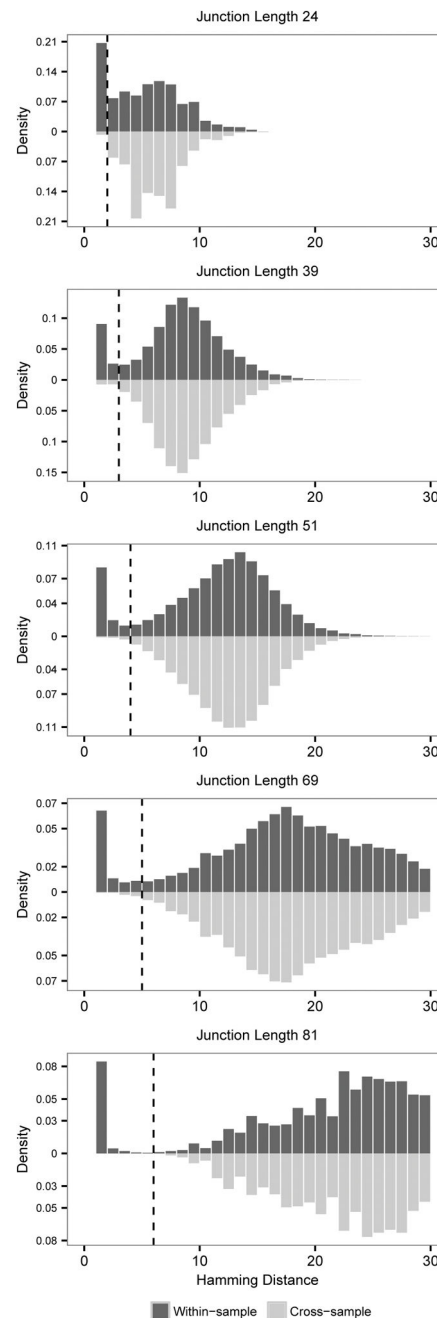 Junction Length 24
Density
0.21
0.14
0.07
0
0.07
0.14
0.21
0 10 20 30
Junction Length 39
Density
0.1
0.05
0
0.05
0.1
0.15
0 10 20 30
Junction Length 51
Density
0.11
0.07
0.04
0
0.04
0.07
0.11
0 10 20 30
Junction Length 69
Density
0.07
0.05
0.02
0
0.02
0.05
0.07
0 10 20 30
Junction Length 81
Density
0.08
0.05
0.03
0
0.03
0.05
0.08
0 10 20 30
Hamming Distance
Within-sample Cross-sample